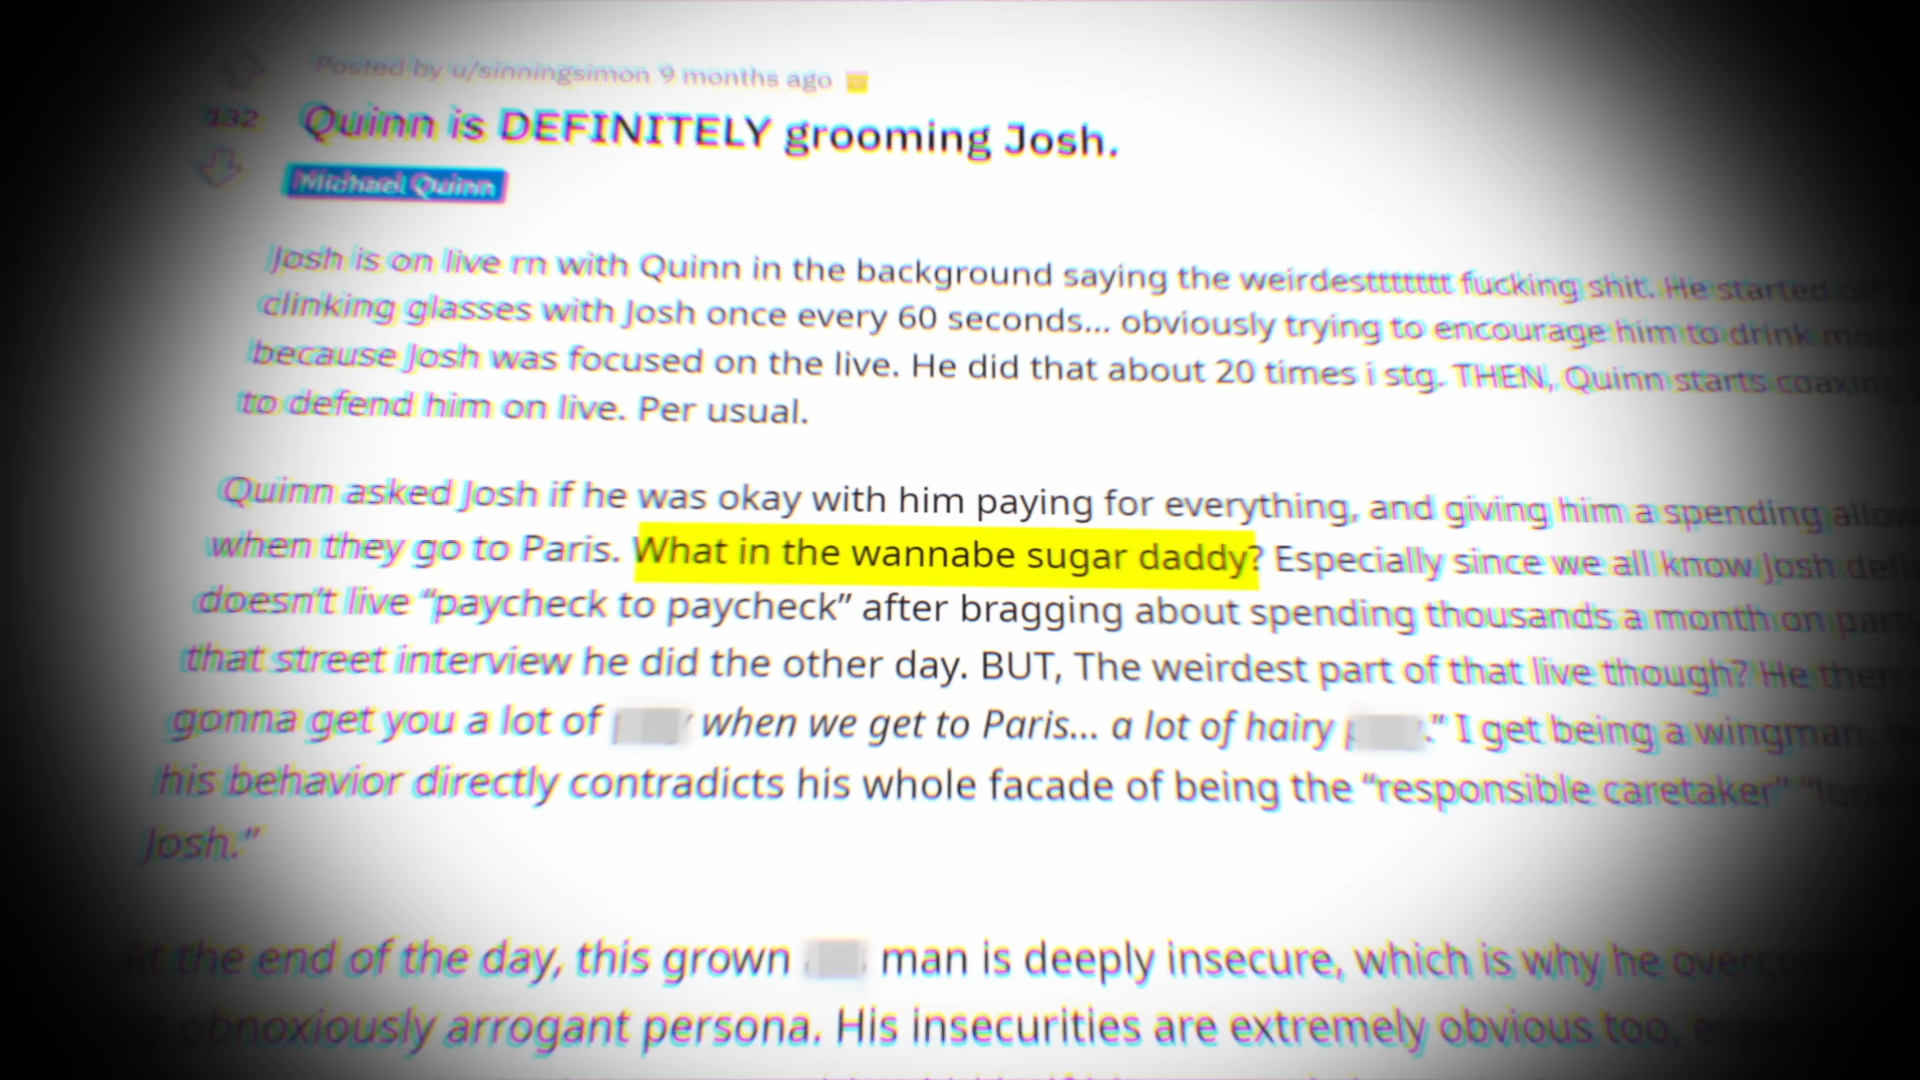 Posted by u/sinningsimon 9 months ago
132
Quinn is DEFINITELY grooming Josh.
Michael Quinn
Josh is on live rn with Quinn in the background saying the weirdesttttttt fucking shit. He started off
clinking glasses with Josh once every 60 seconds... obviously trying to encourage him to drink more
because Josh was focused on the live. He did that about 20 times i stg. THEN, Quinn starts coaxing
to defend him on live. Per usual.
Quinn asked Josh if he was okay with him paying for everything, and giving him a spending
when they go to Paris. What in the wannabe sugar daddy? Especially since we all know Josh
doesn't live “paycheck to paycheck” after bragging about spending thousands a month on
that street interview he did the other day. BUT, The weirdest part of that live though? He then
gonna get you a lot of when we get to Paris... a lot of hairy .” I get being a wingman,
his behavior directly contradicts his whole facade of being the “responsible caretaker”
Josh.”
At the end of the day, this grown man is deeply insecure, which is why he
obnoxiously arrogant persona. His insecurities are extremely obvious too,